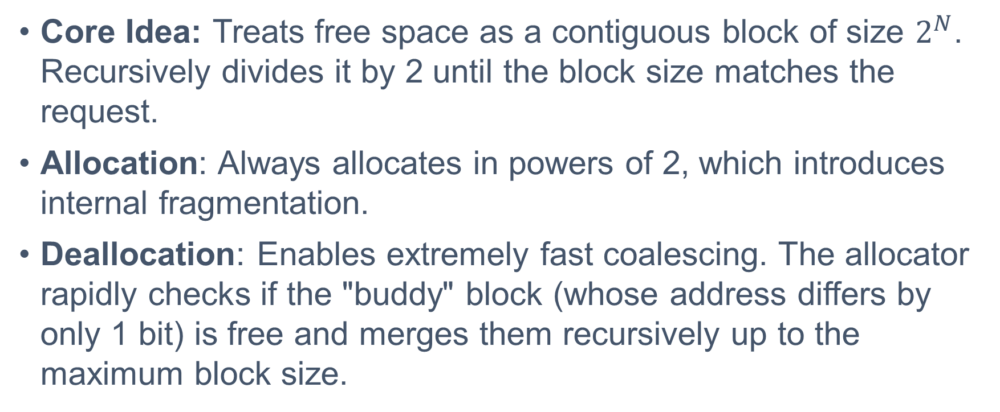 • Core Idea: Treats free space as a contiguous block of size 2^N.
Recursively divides it by 2 until the block size matches the
request.
• Allocation: Always allocates in powers of 2, which introduces
internal fragmentation.
• Deallocation: Enables extremely fast coalescing. The allocator
rapidly checks if the "buddy" block (whose address differs by
only 1 bit) is free and merges them recursively up to the
maximum block size.